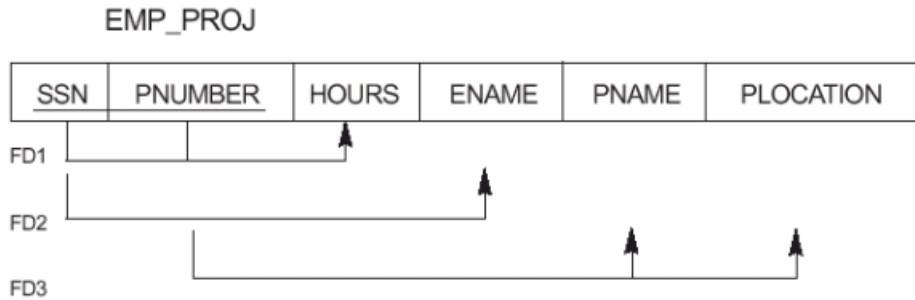 EMP_PROJ
SSN PNUMBER HOURS ENAME PNAME PLOCATION
FD1
FD2
FD3